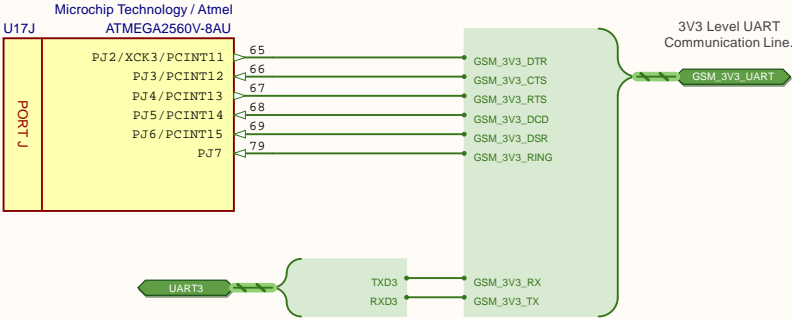 Microchip Technology / Atmel
U17J ATMEGA2560V-8AU
3V3 Level UART
Communication Line.
PORT J
PJ2/XCK3/PCINT11 65
PJ3/PCINT12 66
PJ4/PCINT13 67
PJ5/PCINT14 68
PJ6/PCINT15 69
PJ7 79
GSM_3V3_DTR
GSM_3V3_CTS
GSM_3V3_RTS
GSM_3V3_DCD
GSM_3V3_DSR
GSM_3V3_RING
GSM_3V3_UART
UART3
TXD3 GSM_3V3_RX
RXD3 GSM_3V3_TX